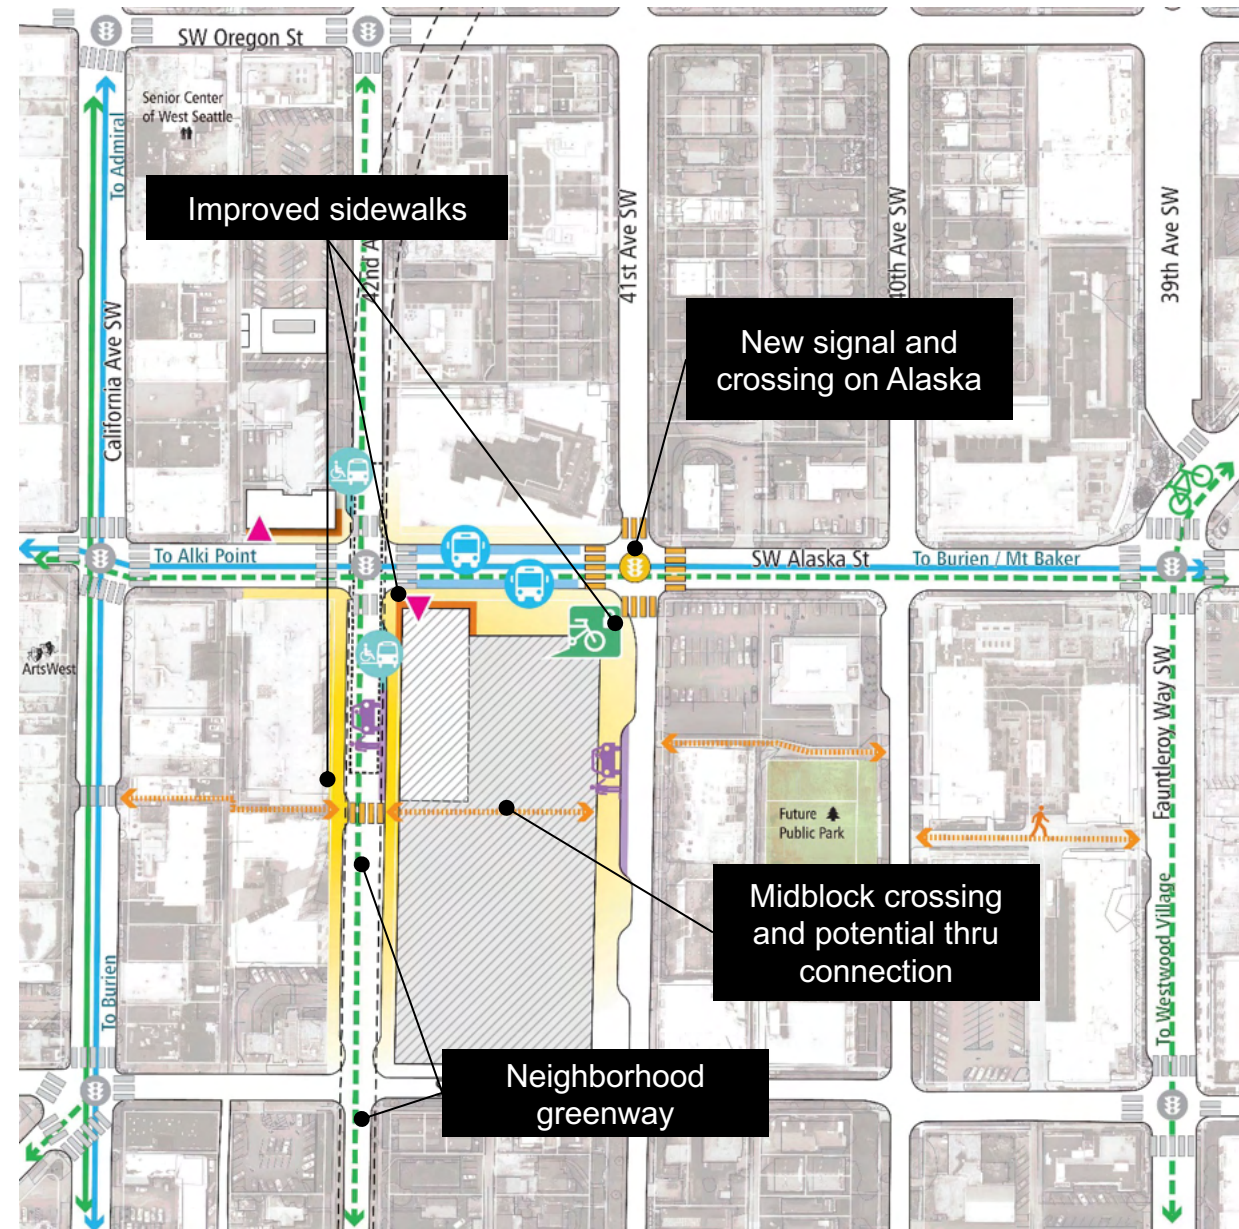 SW Oregon St
Senior Center
of West Seattle
To Admiral
Improved sidewalks
42nd A
41st Ave SW
40th Ave SW
39th Ave SW
California Ave SW
New signal and
crossing on Alaska
To Alki Point
SW Alaska St
To Burien / Mt Baker
ArtsWest
Fauntleroy Way SW
Future
Public Park
Midblock crossing
and potential thru
connection
To Burien
To Westwood Village
Neighborhood
greenway